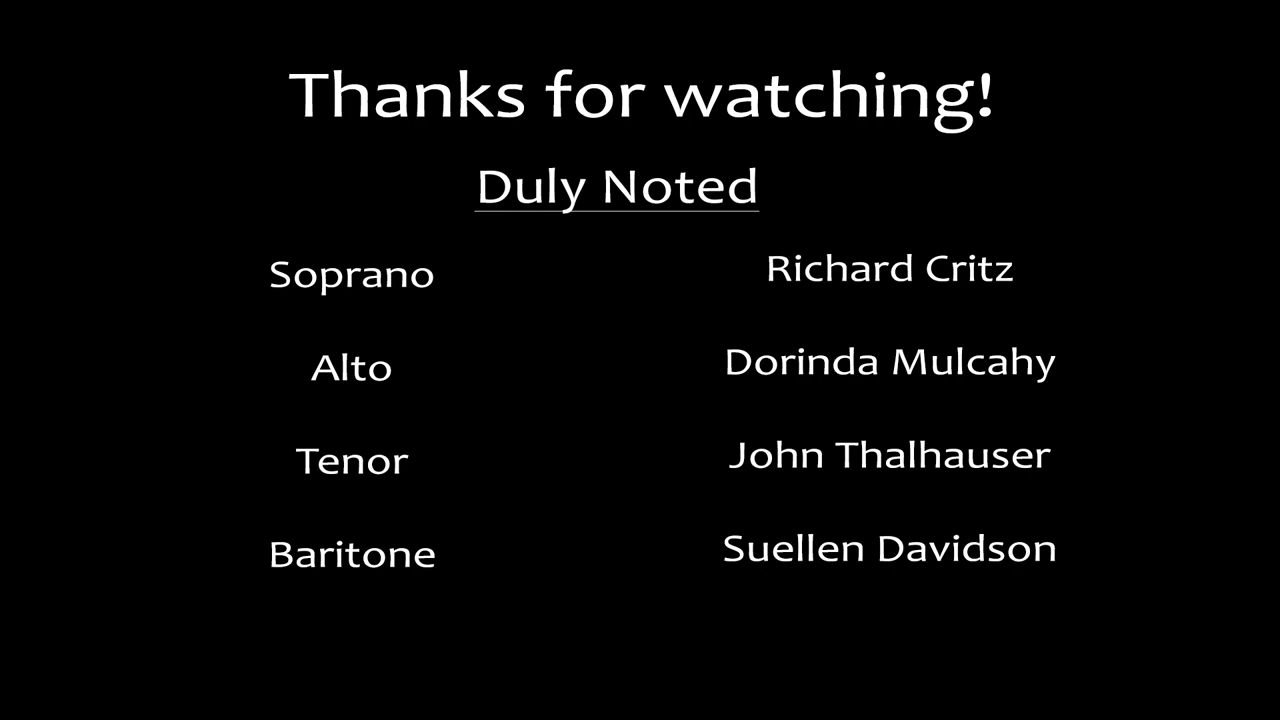 Thanks for watching!
Duly Noted
Soprano Richard Critz
Alto Dorinda Mulcahy
Tenor John Thalhauser
Baritone Suellen Davidson